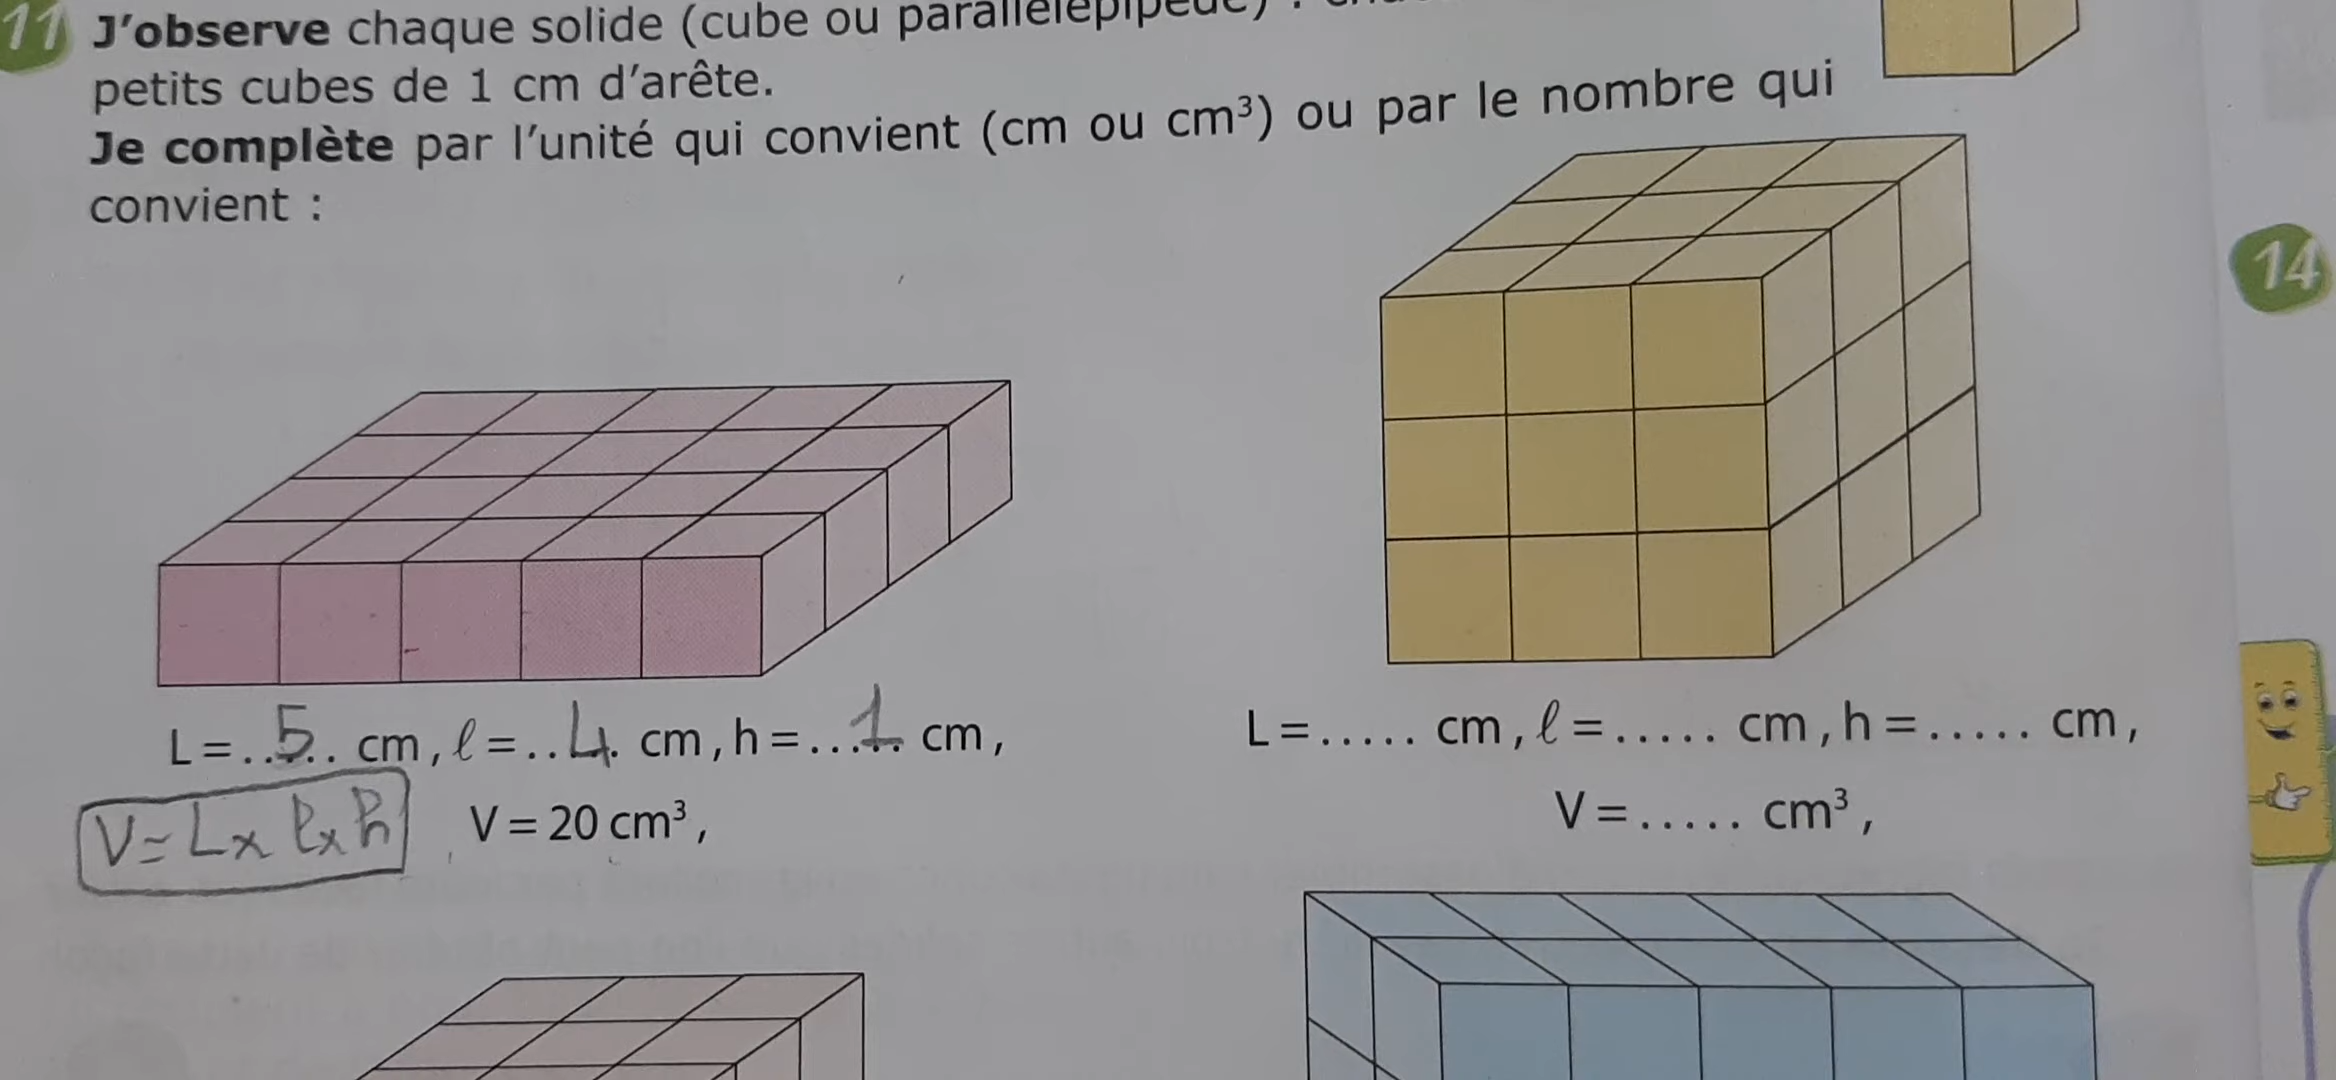 11 J'observe chaque solide (cube ou parallélépipède) :
petits cubes de 1 cm d'arête.
Je complète par l'unité qui convient (cm ou cm³) ou par le nombre qui
convient :
14
L = ..5.. cm, ℓ = ..4. cm, h = ....1.. cm,
L = ..... cm, ℓ = ..... cm, h = ..... cm,
V = L x l x h V = 20 cm³,
V = ..... cm³,